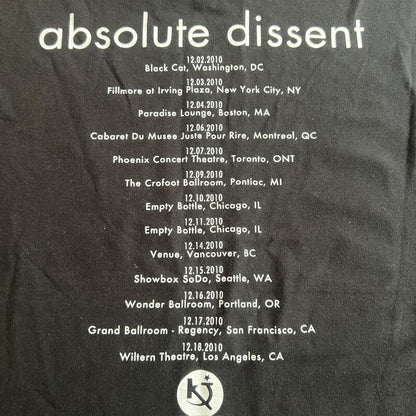 absolute dissent
12.02.2010
Black Cat, Washington, DC
12.03.2010
Fillmore at Irving Plaza, New York City, NY
12.04.2010
Paradise Lounge, Boston, MA
12.06.2010
Cabaret Du Musee Juste Pour Rire, Montreal, QC
12.07.2010
Phoenix Concert Theatre, Toronto, ONT
12.09.2010
The Crofoot Ballroom, Pontiac, MI
12.10.2010
Empty Bottle, Chicago, IL
12.11.2010
Empty Bottle, Chicago, IL
12.14.2010
Venue, Vancouver, BC
12.15.2010
Showbox SoDo, Seattle, WA
12.16.2010
Wonder Ballroom, Portland, OR
12.17.2010
Grand Ballroom - Regency, San Francisco, CA
12.18.2010
Wiltern Theatre, Los Angeles, CA
KJ